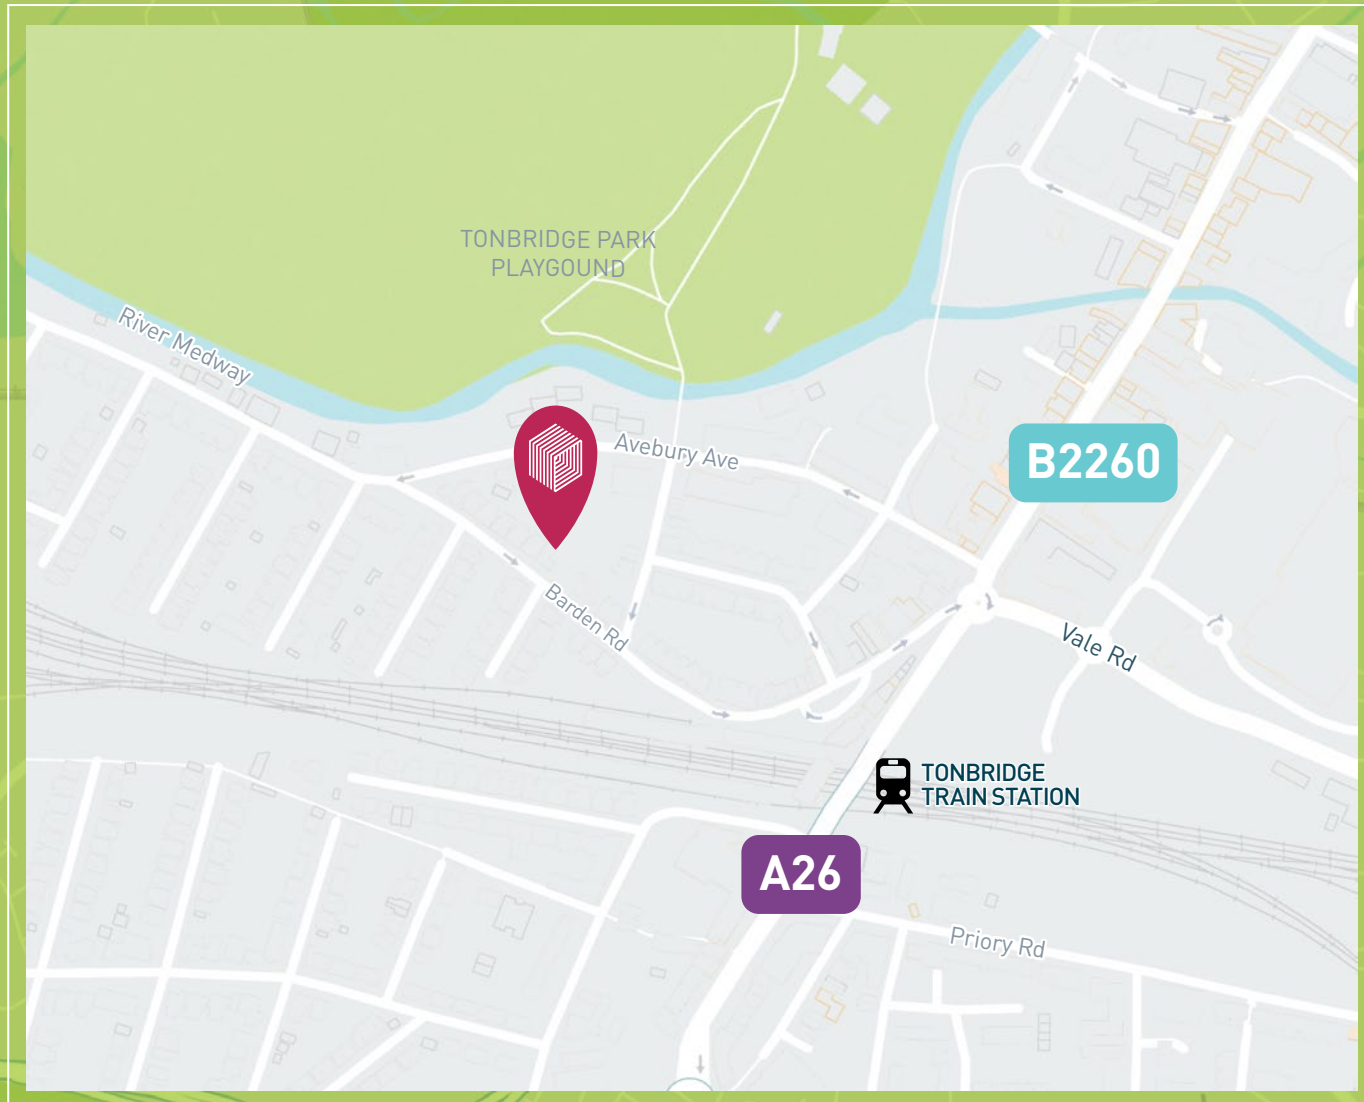 TONBRIDGE PARK
PLAYGOUND
River Medway
Avebury Ave
B2260
Barden Rd
Vale Rd
TONBRIDGE
TRAIN STATION
A26
Priory Rd